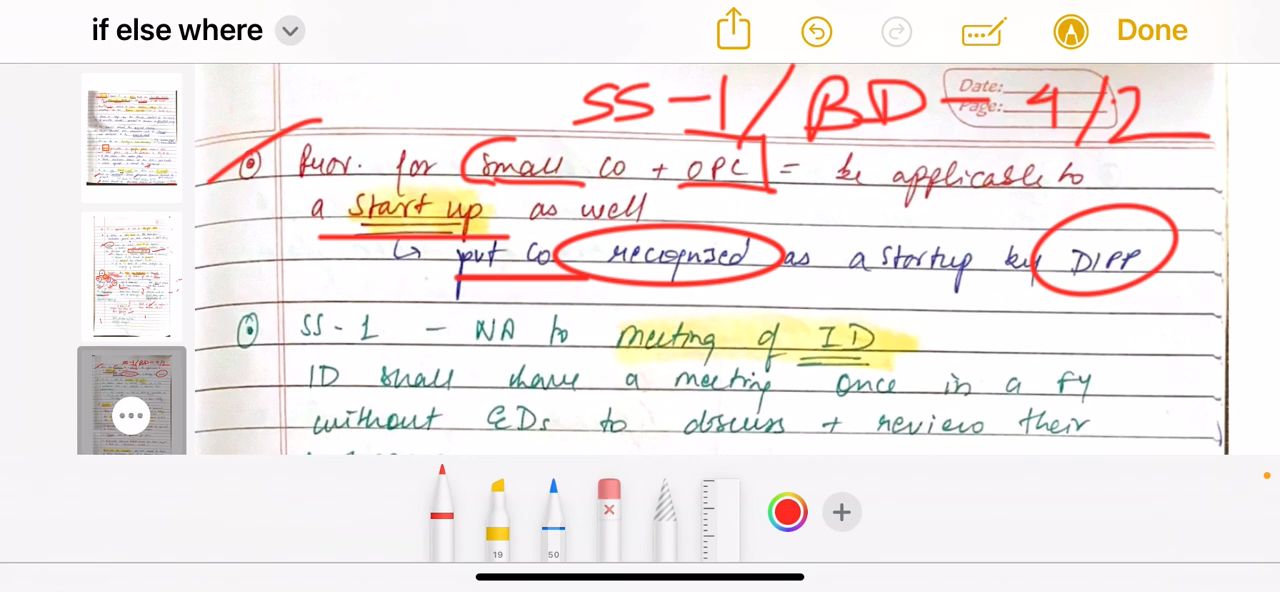 if else where
Done
Date:
Page:
SS-1/BD-4/2
Prov. for Small co + OPC = be applicable to
a Start up as well
↳ pvt co recognised as a startup by DIPP
SS-1 - NA to meeting of ID
ID shall have a meeting once in a FY
without EDs to discuss + review their
19
50